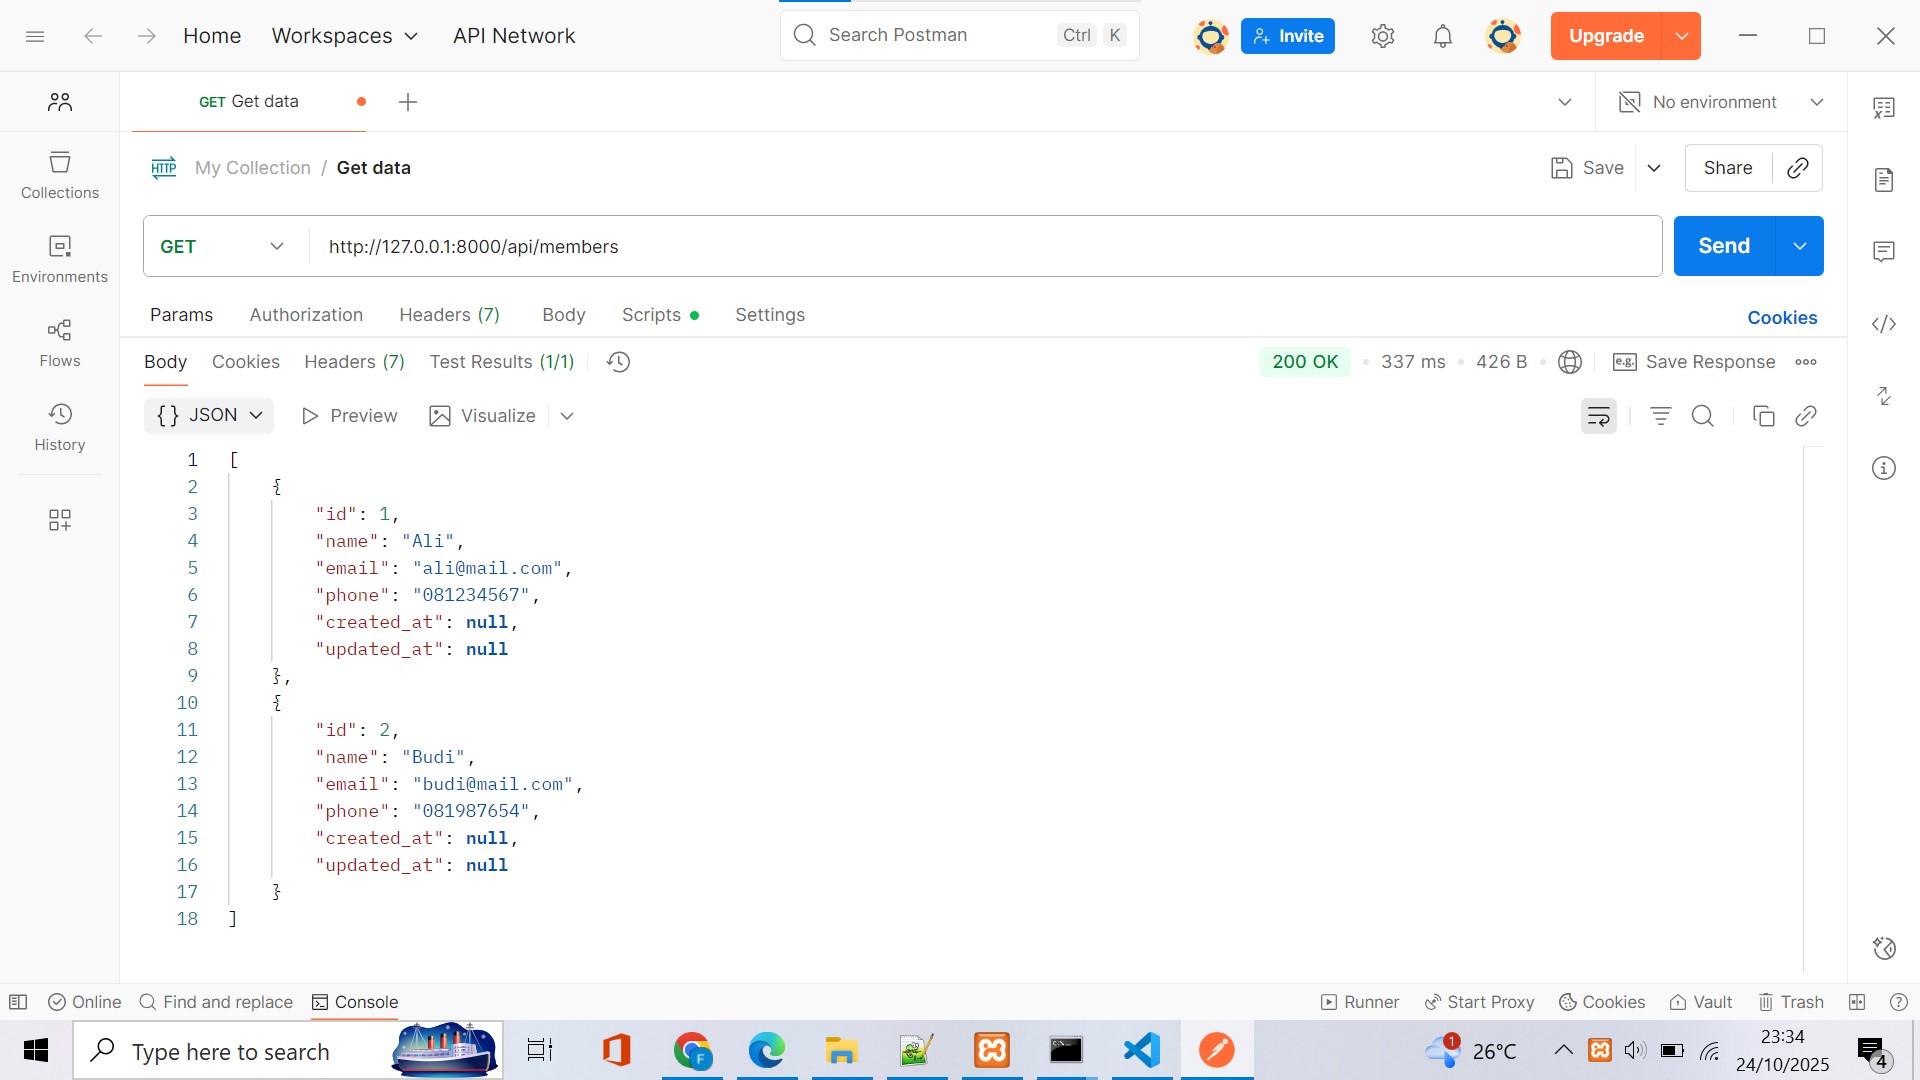 Home Workspaces API Network Search Postman Ctrl K Invite Upgrade
GET Get data No environment
HTTP My Collection / Get data Save Share
Collections
GET http://127.0.0.1:8000/api/members Send
Environments
Params Authorization Headers (7) Body Scripts Settings Cookies
Flows
Body Cookies Headers (7) Test Results (1/1) 200 OK • 337 ms • 426 B • e.g. Save Response
History
{} JSON Preview Visualize
1 [
2 {
3 "id": 1,
4 "name": "Ali",
5 "email": "ali@mail.com",
6 "phone": "081234567",
7 "created_at": null,
8 "updated_at": null
9 },
10 {
11 "id": 2,
12 "name": "Budi",
13 "email": "budi@mail.com",
14 "phone": "081987654",
15 "created_at": null,
16 "updated_at": null
17 }
18 ]
Online Find and replace Console Runner Start Proxy Cookies Vault Trash
Type here to search F 1 26°C 23:34
24/10/2025 4